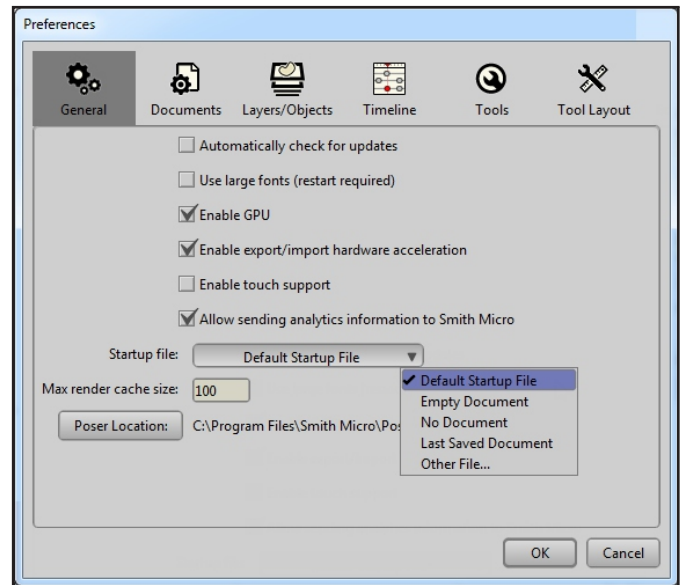 Preferences
General Documents Layers/Objects Timeline Tools Tool Layout
Automatically check for updates
Use large fonts (restart required)
Enable GPU
Enable export/import hardware acceleration
Enable touch support
Allow sending analytics information to Smith Micro
Startup file: Default Startup File
Max render cache size: 100
Default Startup File
Empty Document
No Document
Last Saved Document
Other File...
Poser Location: C:\Program Files\Smith Micro\Pos
OK Cancel